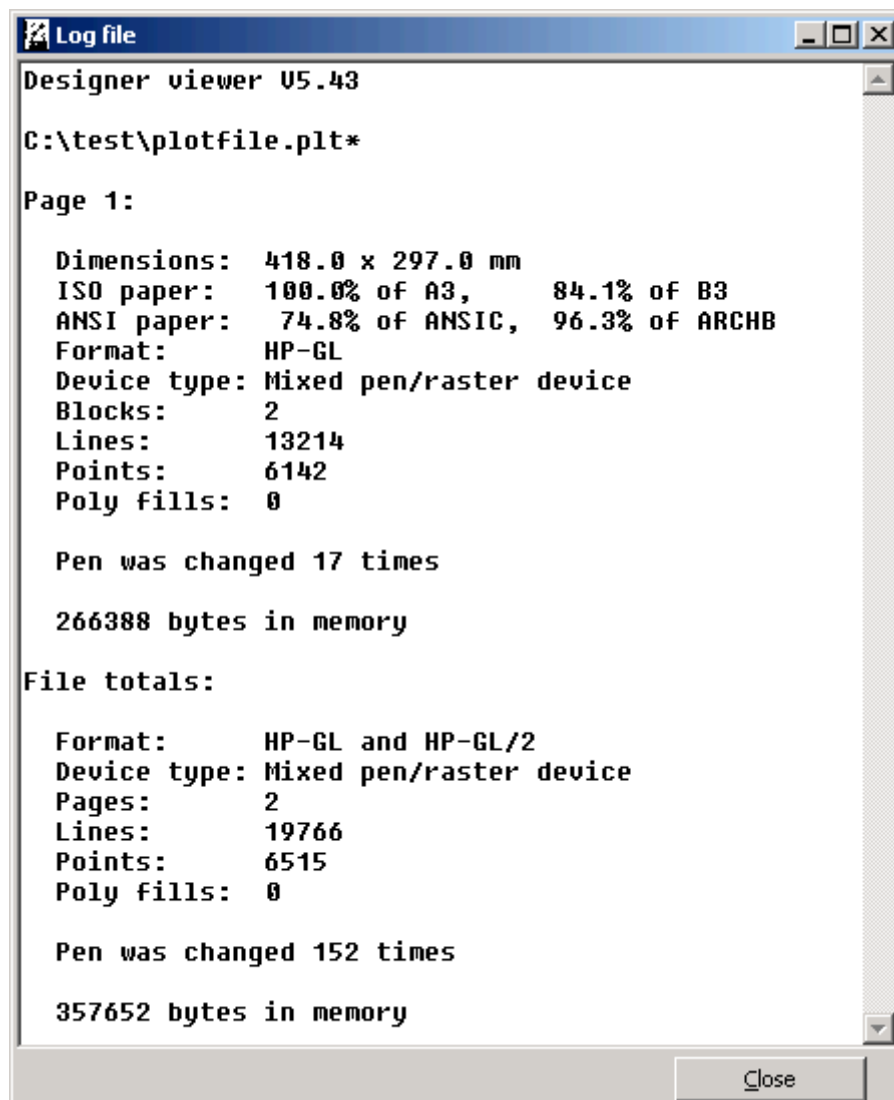 Log file
Designer viewer V5.43
C:\test\plotfile.plt*
Page 1:
Dimensions: 418.0 x 297.0 mm
ISO paper: 100.0% of A3, 84.1% of B3
ANSI paper: 74.8% of ANSIC, 96.3% of ARCHB
Format: HP-GL
Device type: Mixed pen/raster device
Blocks: 2
Lines: 13214
Points: 6142
Poly fills: 0
Pen was changed 17 times
266388 bytes in memory
File totals:
Format: HP-GL and HP-GL/2
Device type: Mixed pen/raster device
Pages: 2
Lines: 19766
Points: 6515
Poly fills: 0
Pen was changed 152 times
357652 bytes in memory
Close